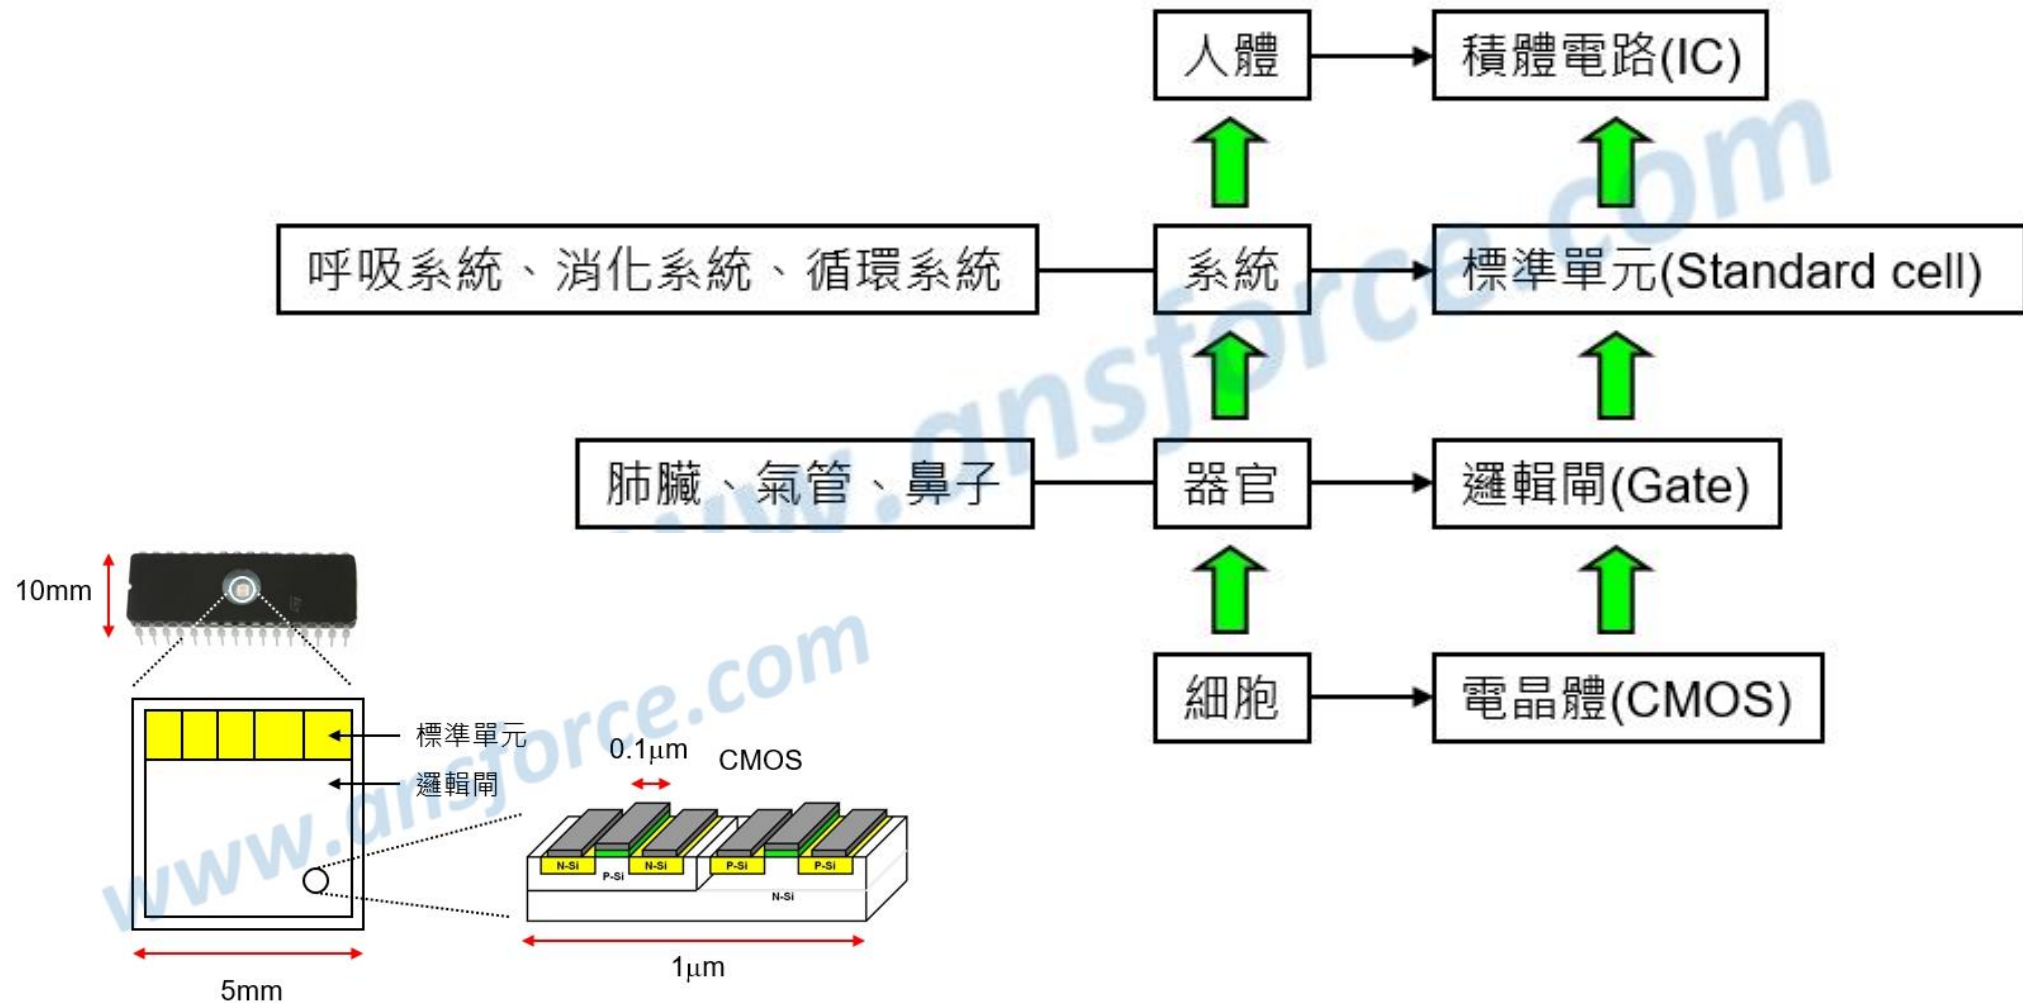 人體
積體電路(IC)
呼吸系統、消化系統、循環系統
系統
標準單元(Standard cell)
肺臟、氣管、鼻子
器官
邏輯閘(Gate)
細胞
電晶體(CMOS)
10mm
標準單元
邏輯閘
5mm
0.1μm
CMOS
N-Si
N-Si
P-Si
P-Si
P-Si
N-Si
1μm
www.ansforce.com
www.ansforce.com